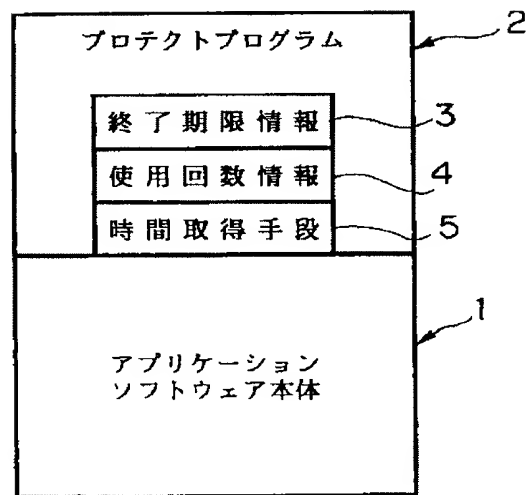 プロテクトプログラム
2
終了期限情報
3
使用回数情報
4
時間取得手段
5
1
アプリケーション
ソフトウェア本体